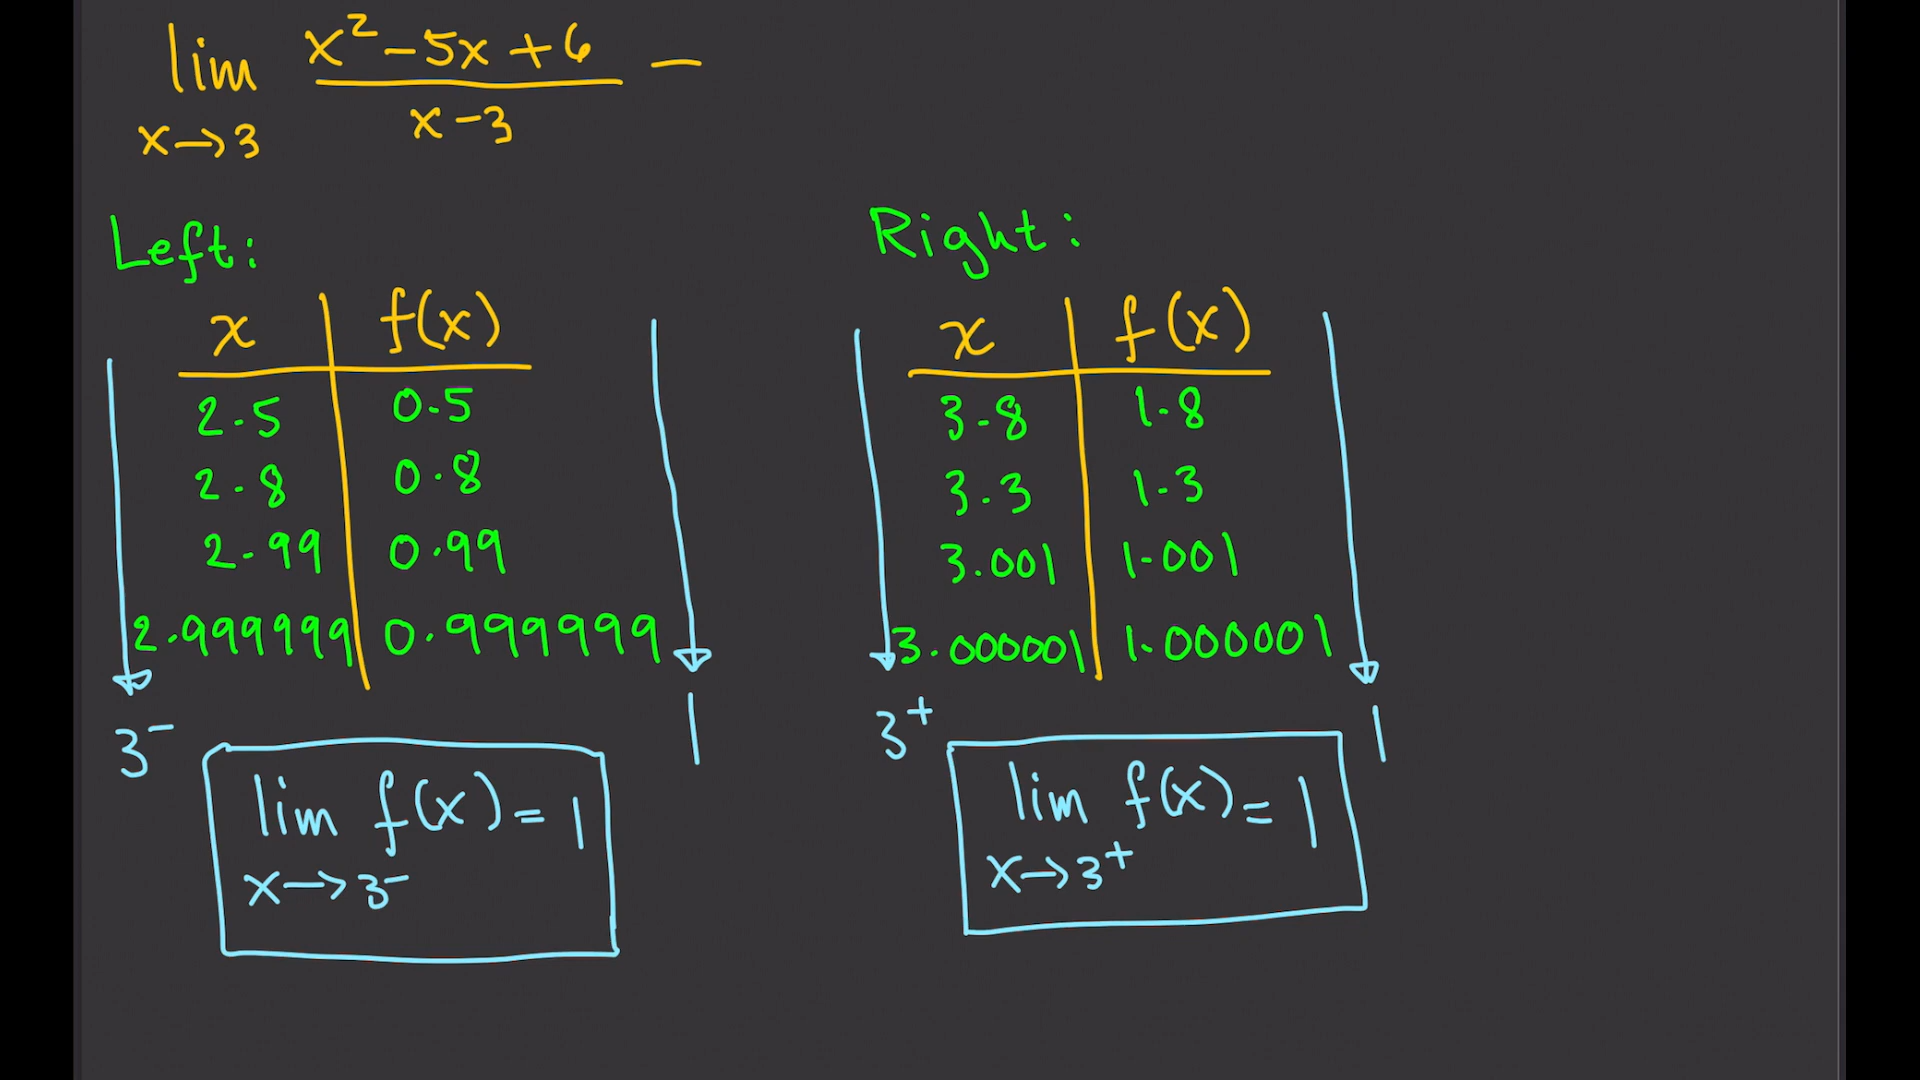 lim x²-5x+6 —
x→3 x-3
Left:
x f(x)
2.5 0.5
2.8 0.8
2.99 0.99
2.999999 0.999999
3⁻ 1
lim f(x) = 1
x→3⁻
Right:
x f(x)
3.8 1.8
3.3 1.3
3.001 1.001
3.000001 1.000001
3⁺ 1
lim f(x) = 1
x→3⁺